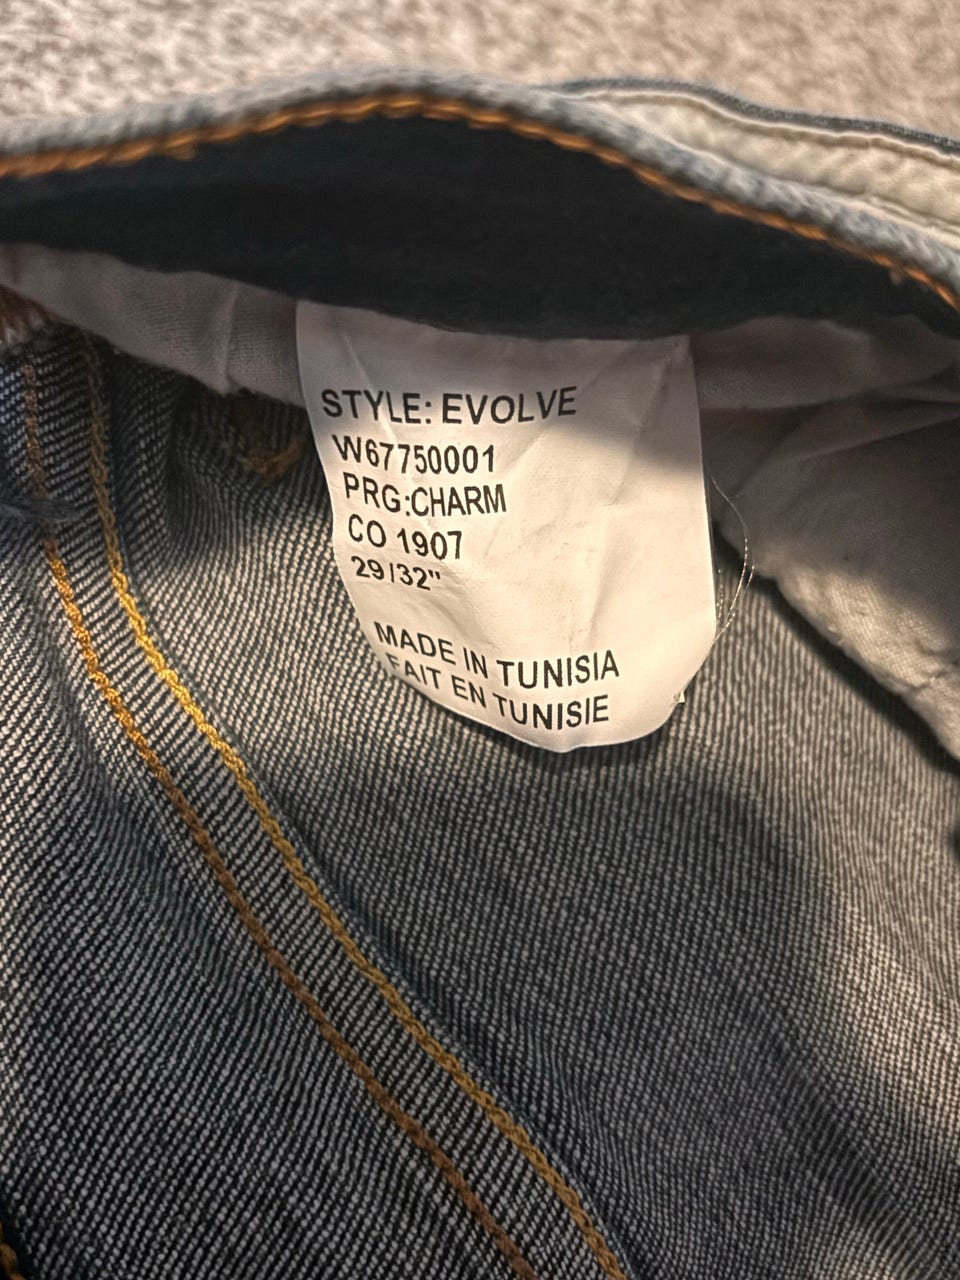 STYLE: EVOLVE
W67750001
PRG:CHARM
CO 1907
29/32"
MADE IN TUNISIA
FAIT EN TUNISIE